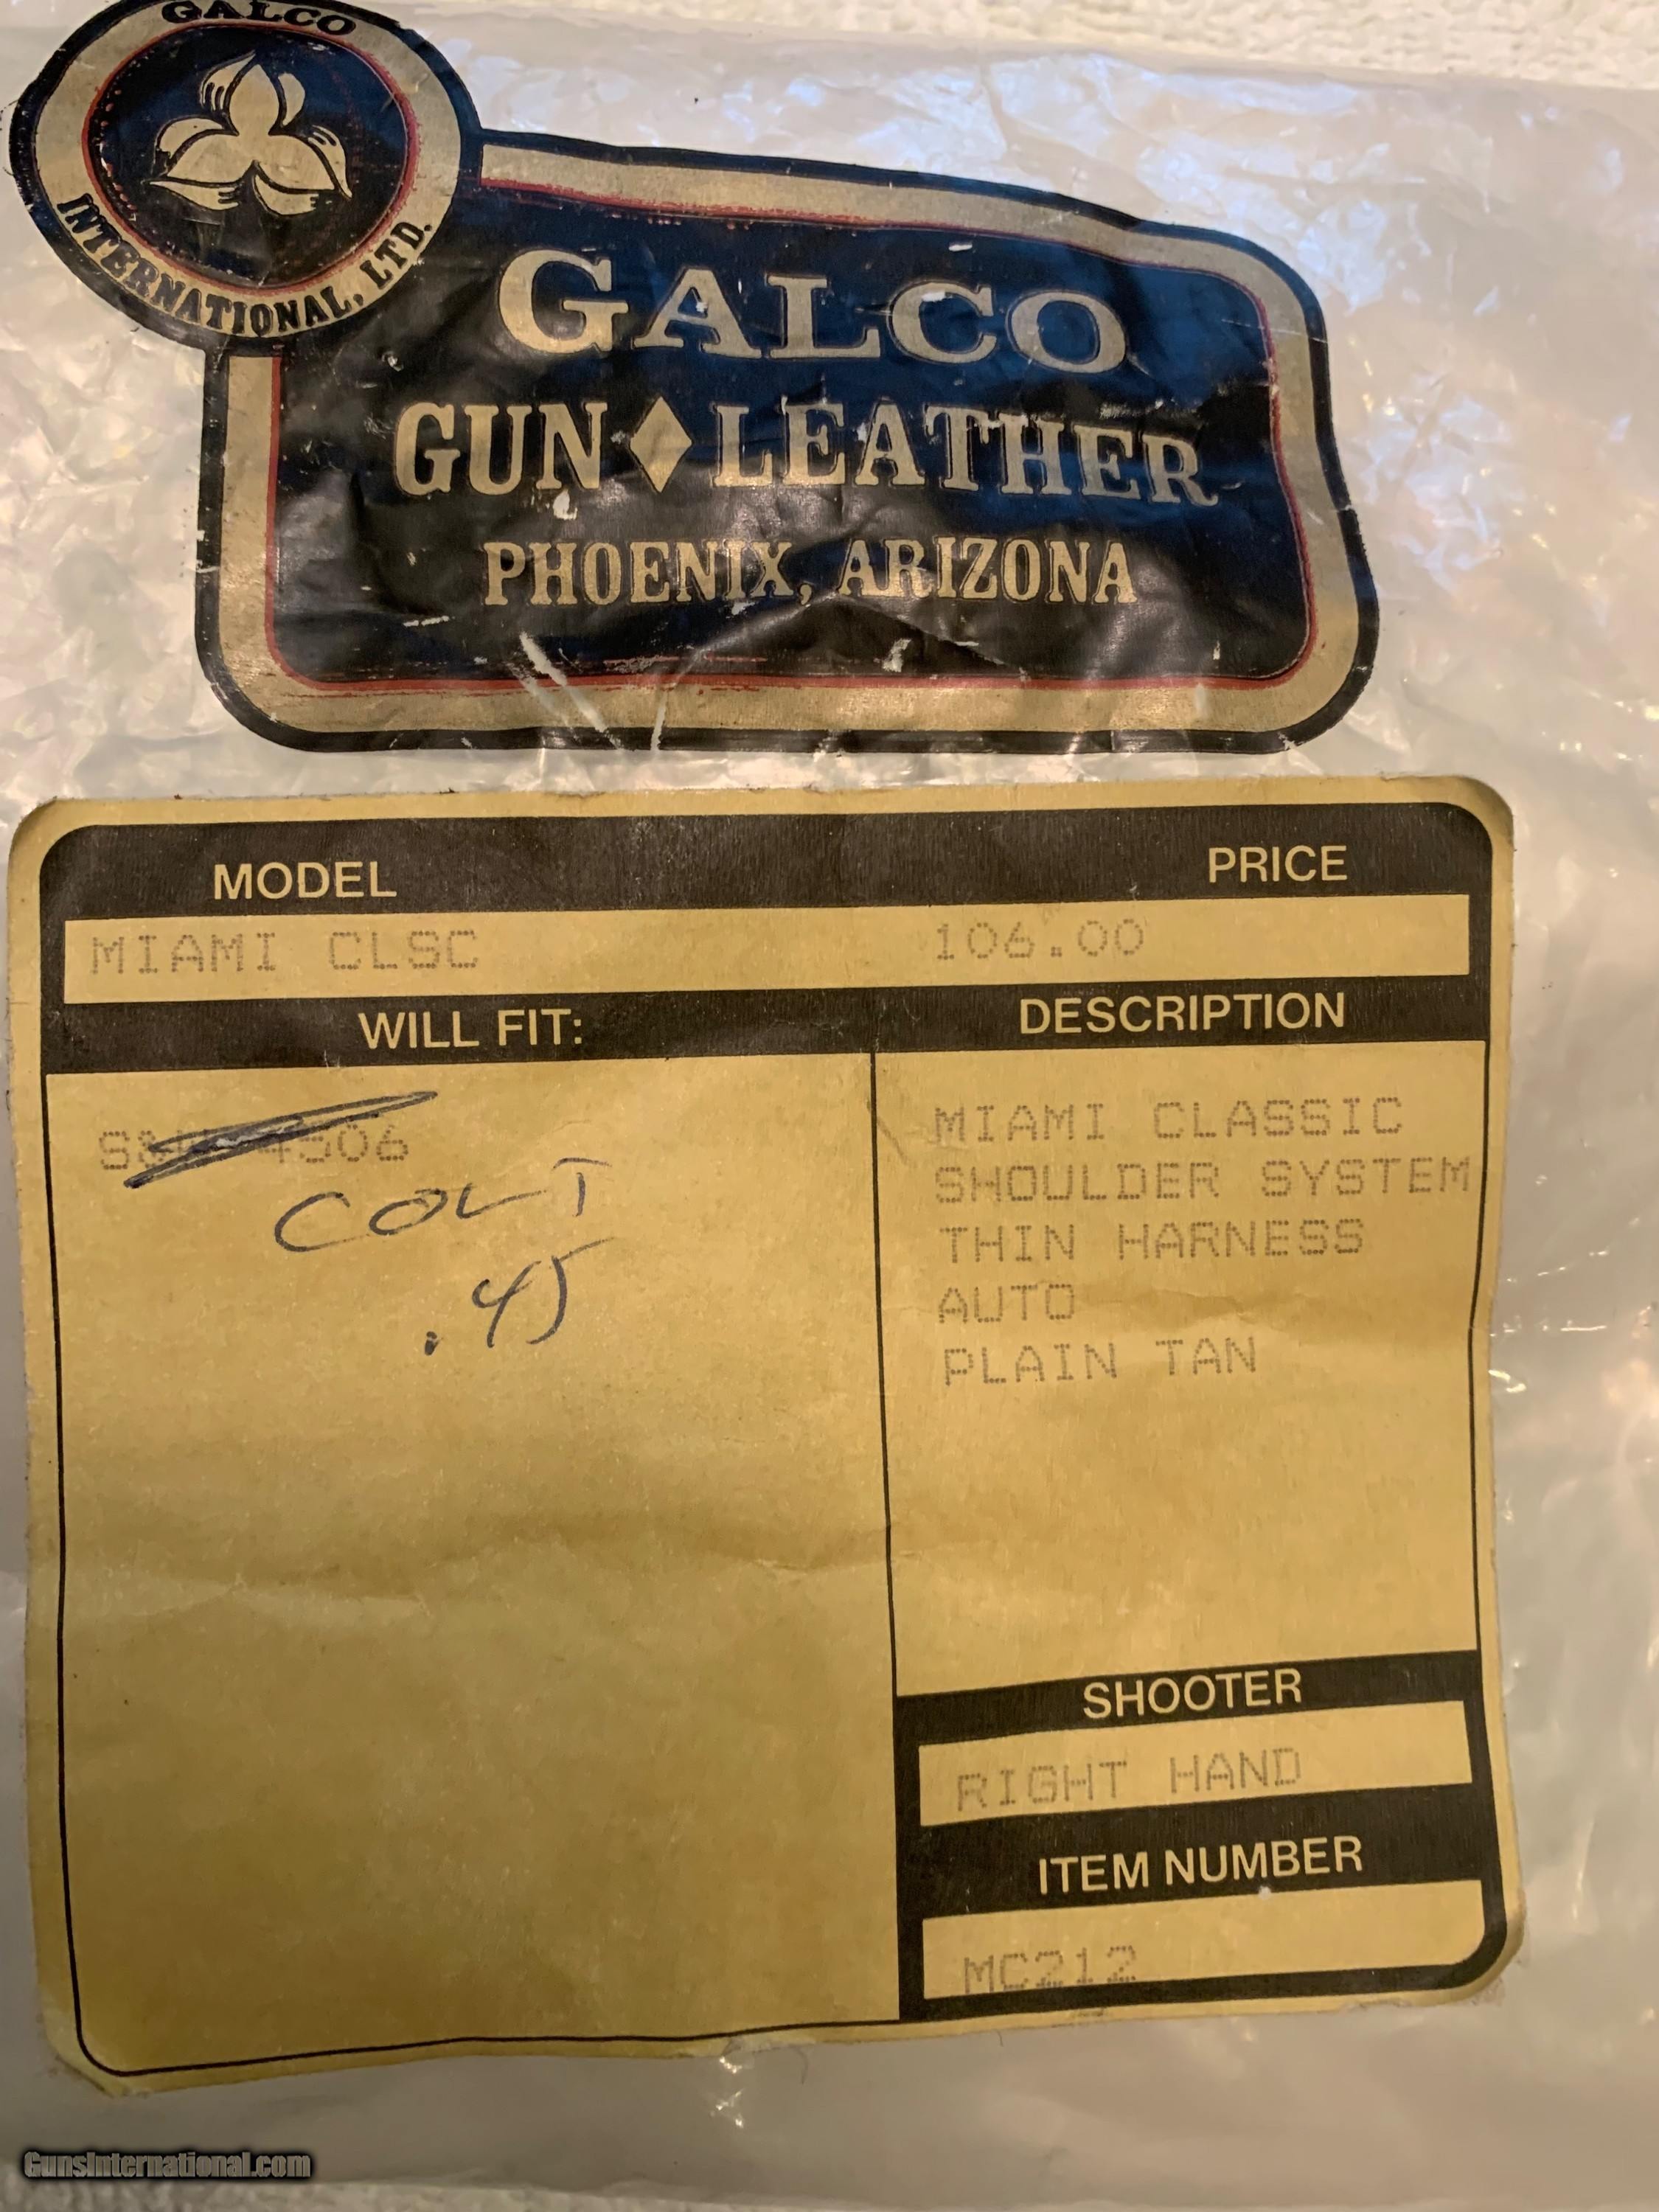 GALCO
INTERNATIONAL, LTD.
GALCO
GUN♦LEATHER
PHOENIX, ARIZONA
MODEL PRICE
MIAMI CLSC 106.00
WILL FIT:
S&W 4506
COLT
.45
DESCRIPTION
MIAMI CLASSIC
SHOULDER SYSTEM
THIN HARNESS
AUTO
PLAIN TAN
SHOOTER
RIGHT HAND
ITEM NUMBER
MC212
GunsInternational.com